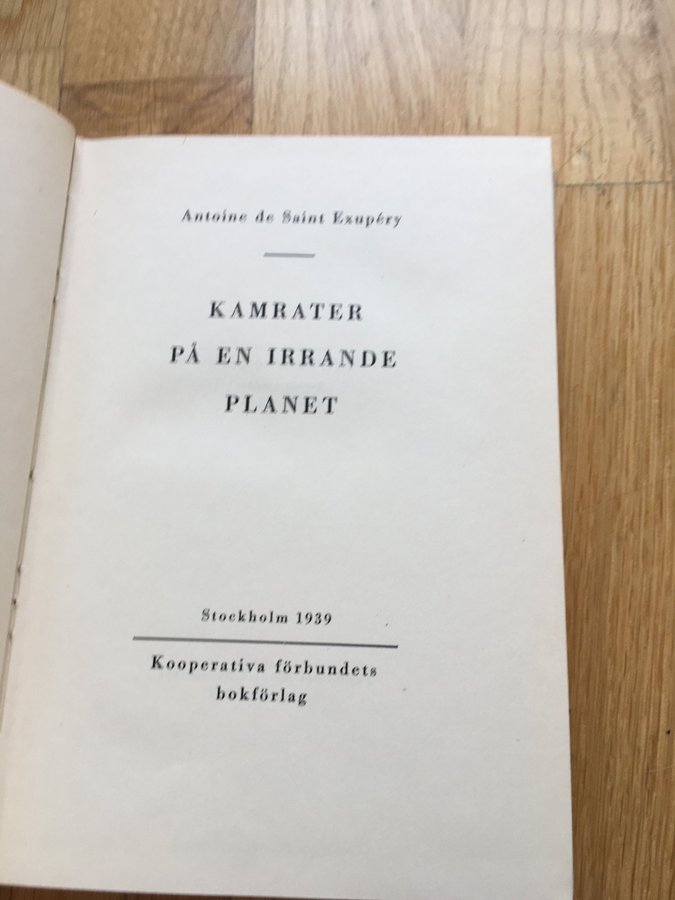 Antoine de Saint Exupéry
KAMRATER
PÅ EN IRRANDE
PLANET
Stockholm 1939
Kooperativa förbundets
bokförlag